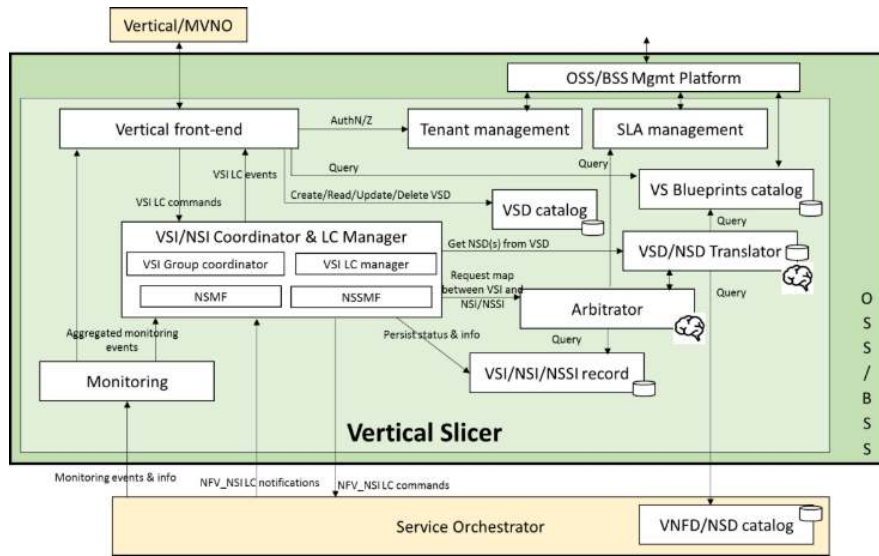 Vertical/MVNO
OSS/BSS Mgmt Platform
Vertical front-end
AuthN/Z
Tenant management
SLA management
VSI LC events
Query
Query
VSI LC commands
Create/Read/Update/Delete VSD
VS Blueprints catalog
VSD catalog
Query
VSI/NSI Coordinator & LC Manager
Get NSD(s) from VSD
VSD/NSD Translator
VSI Group coordinator
VSI LC manager
Request map
between VSI and
NSI/NSSI
Query
NSMF
NSSMF
Arbitrator
Aggregated monitoring
events
Persist status & info
Query
Monitoring
VSI/NSI/NSSI record
Vertical Slicer
O
S
S
/
B
S
S
Monitoring events & info
NFV_NSI LC notifications
NFV_NSI LC commands
Service Orchestrator
VNFD/NSD catalog